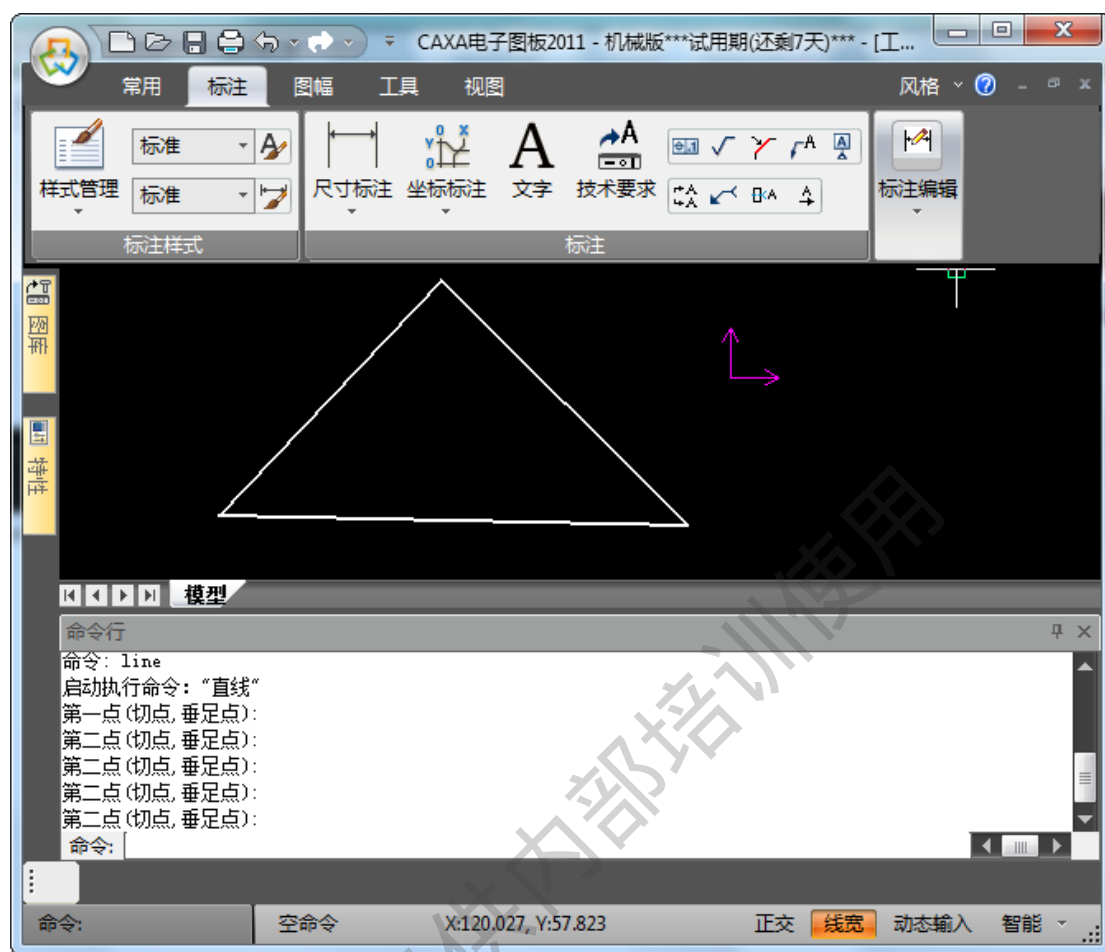 CAXA电子图板2011 - 机械版***试用期(还剩7天)*** - [工...
常用 标注 图幅 工具 视图 风格
标准
标准
样式管理 尺寸标注 坐标标注 文字 技术要求 标注编辑
标注样式 标注
图库
特性
模型
命令行
命令: line
启动执行命令: "直线"
第一点(切点,垂足点):
第二点(切点,垂足点):
第二点(切点,垂足点):
第二点(切点,垂足点):
第二点(切点,垂足点):
命令:
命令: 空命令 X:120.027, Y:57.823 正交 线宽 动态输入 智能
供内部培训使用